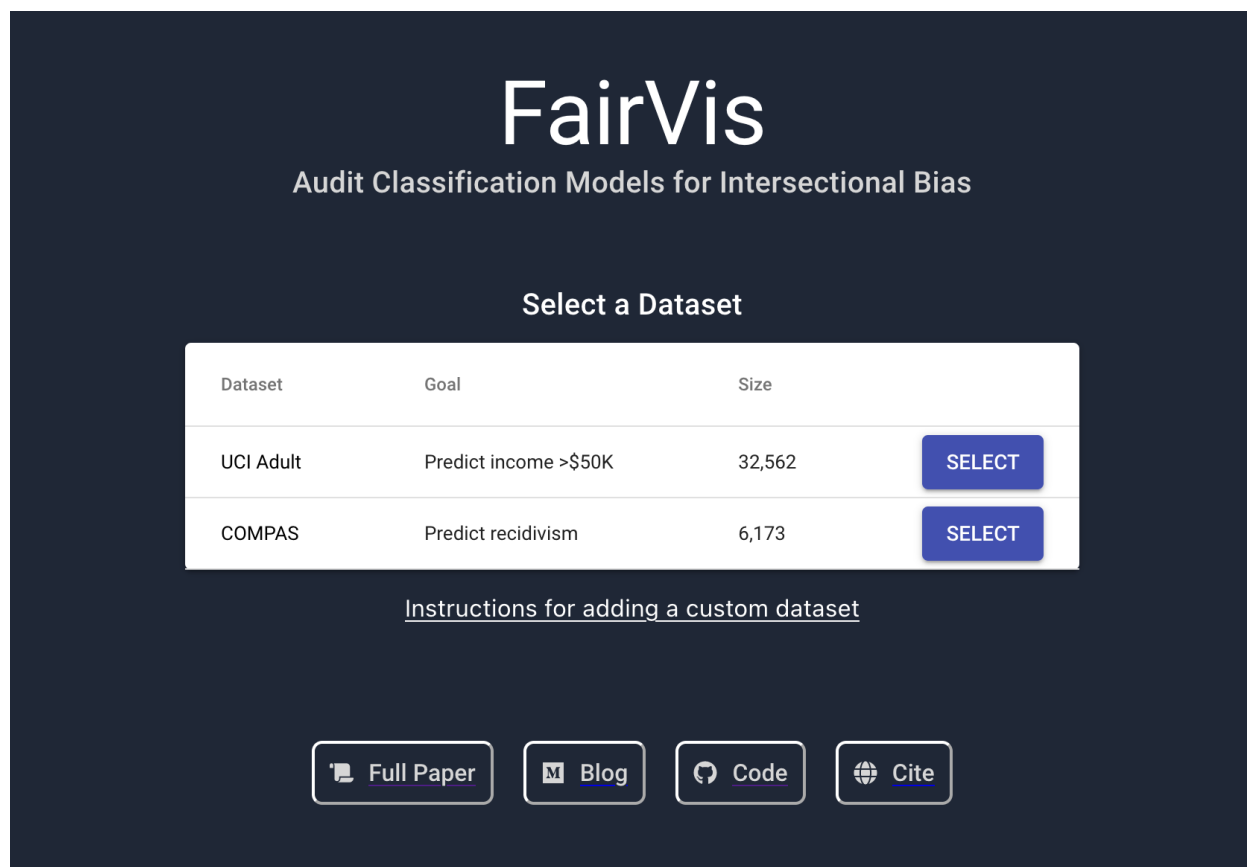 FairVis
Audit Classification Models for Intersectional Bias
Select a Dataset
Dataset Goal Size
UCI Adult Predict income >$50K 32,562 SELECT
COMPAS Predict recidivism 6,173 SELECT
Instructions for adding a custom dataset
Full Paper Blog Code Cite